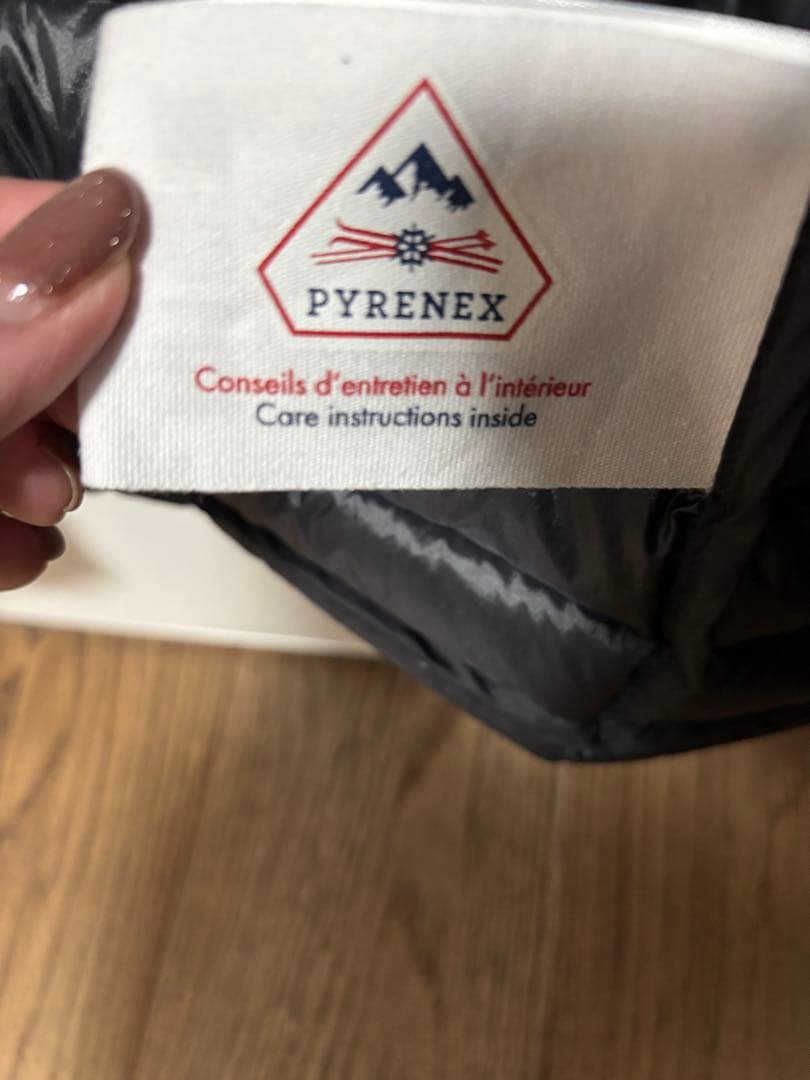 PYRENEX
Conseils d'entretien à l'intérieur
Care instructions inside